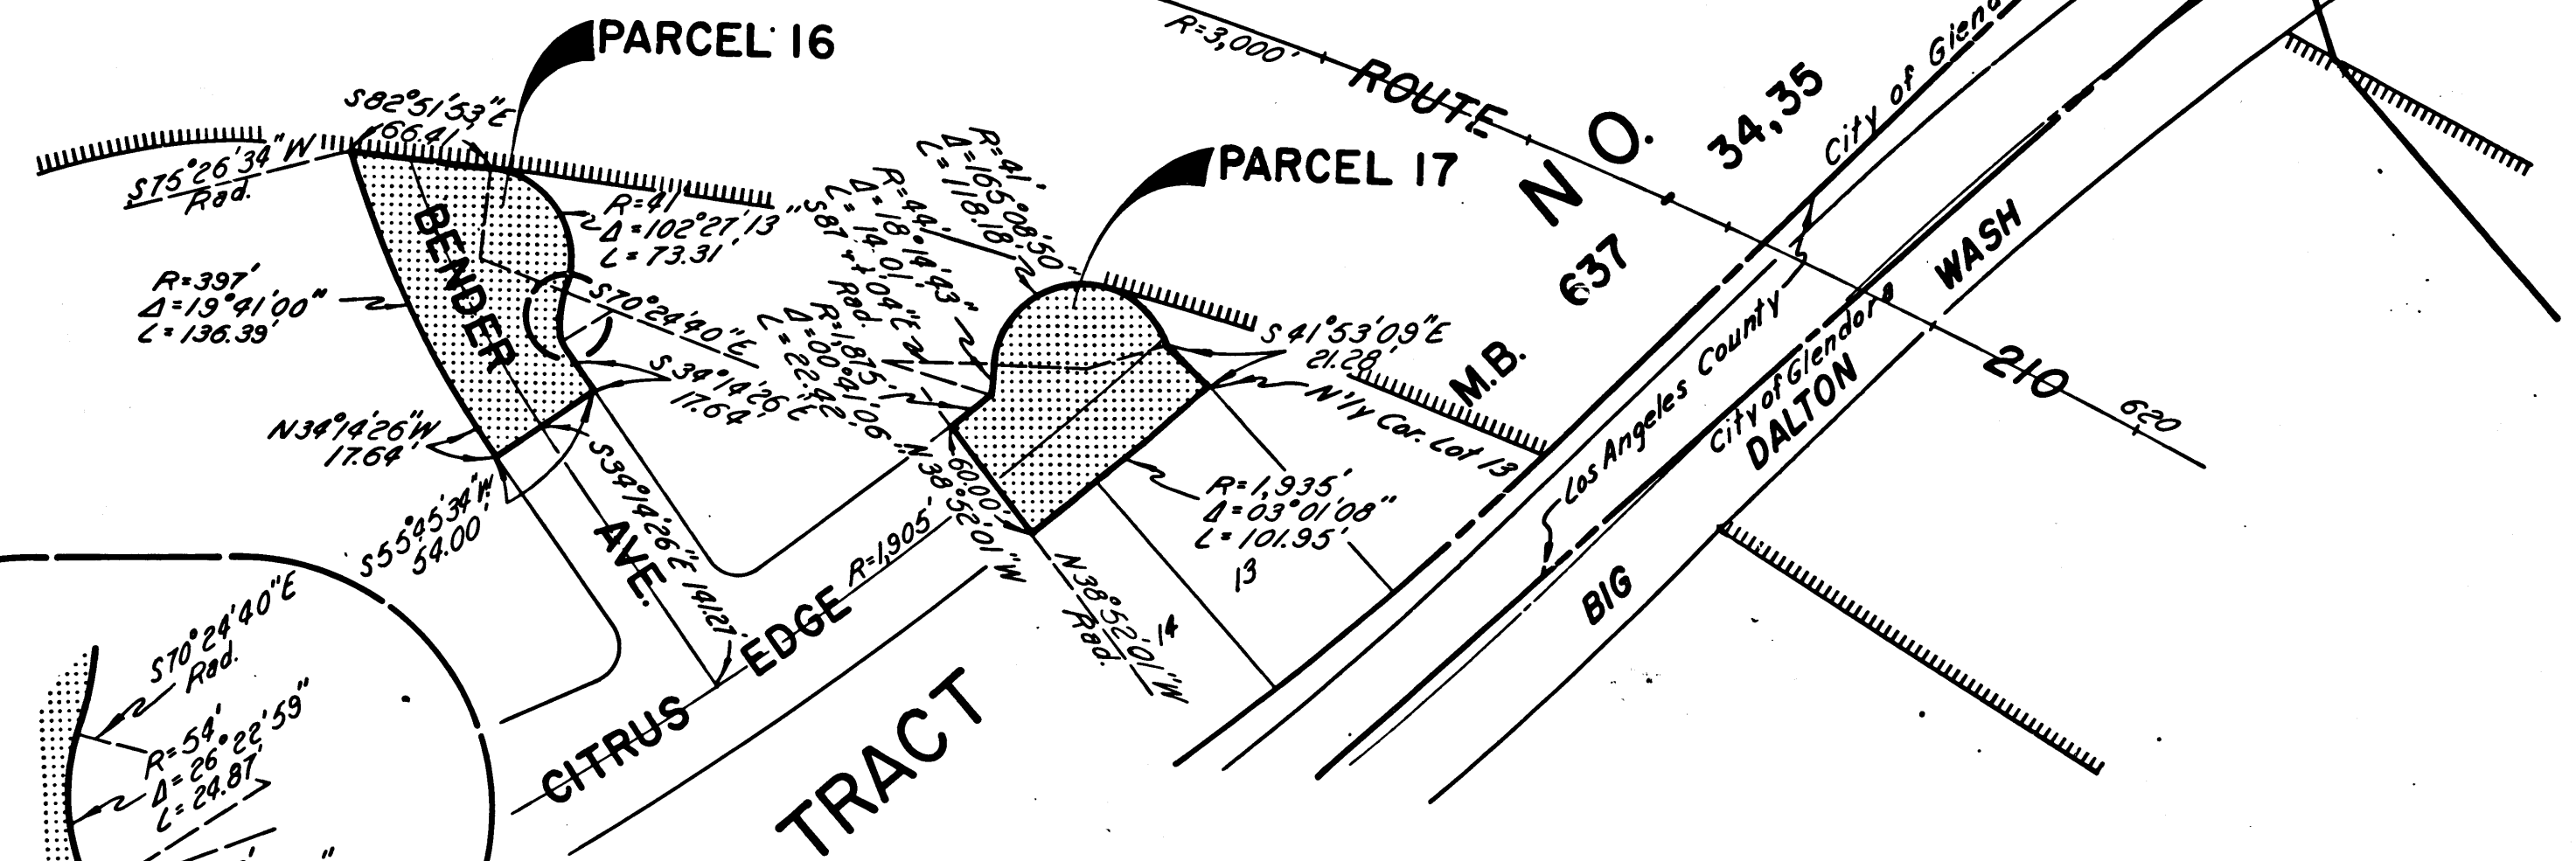 PARCEL 16
S82°51'53"E
66.41'
S75°26'34"W
Rad.
R=41'
Δ=102°27'13"
L=73.31'
BENDER
AVE.
R=397'
Δ=19°41'00"
L=136.39'
S70°24'40"E
S34°14'26"E
17.64'
N34°14'26"W
17.64'
S55°45'34"W
54.00'
S34°14'26"E 141.27'
PARCEL 17
R=41'
Δ=165°08'50"
L=118.18'
R=44'
Δ=18°14'43"
L=14.01'
Rad.
R=1,875'
Δ=00°41'06"
L=22.42'
S41°53'09"E
21.28'
N'ly Cor. Lot 13
60.00'
N38°52'01"W
R=1,935'
Δ=03°01'08"
L=101.95'
N38°52'01"W
Rad.
13
14
CITRUS EDGE R=1,905'
TRACT
NO.
637
M.B.
34,35
R=3,000'
ROUTE
210
620
City of Glend
Los Angeles County
City of Glendora
BIG DALTON WASH
S70°24'40"E
Rad.
R=54'
Δ=26°22'59"
L=24.87'